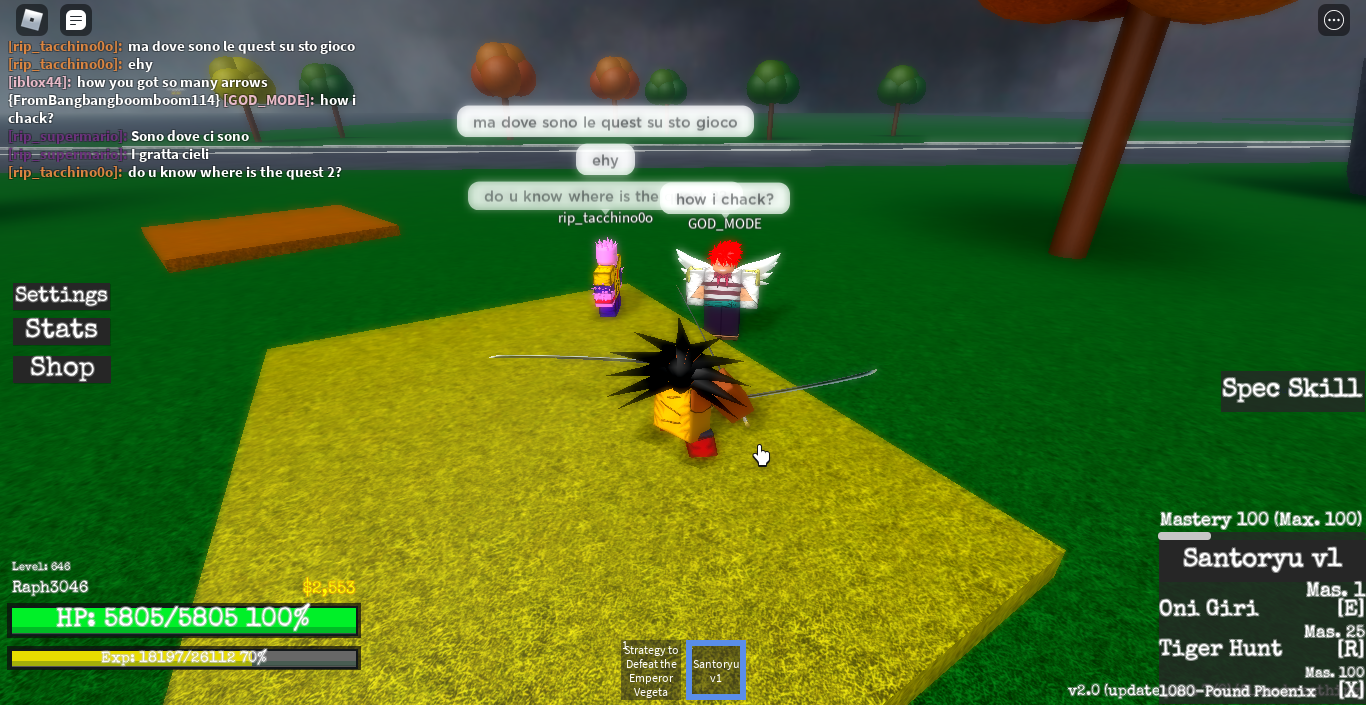 [rip_tacchino0o]: ma dove sono le quest su sto gioco
[rip_tacchino0o]: ehy
[iblox44]: how you got so many arrows
{FromBangbangboomboom114} [GOD_MODE]: how i
chack?
[rip_supermario]: Sono dove ci sono
[rip_supermario]: I gratta cieli
[rip_tacchino0o]: do u know where is the quest 2?
ma dove sono le quest su sto gioco
ehy
do u know where is the
how i chack?
rip_tacchino0o
GOD_MODE
Settings
Stats
Shop
Spec Skill
Mastery 100 (Max. 100)
Santoryu v1
Mas. 1
Oni Giri [E]
Mas. 25
Tiger Hunt [R]
Mas. 100
1080-Pound Phoenix [X]
v2.0 (update
Level: 646
Raph3046
$2,553
HP: 5805/5805 100%
Exp: 18197/26112 70%
1
Strategy to
Defeat the
Emperor
Vegeta
Santoryu
v1